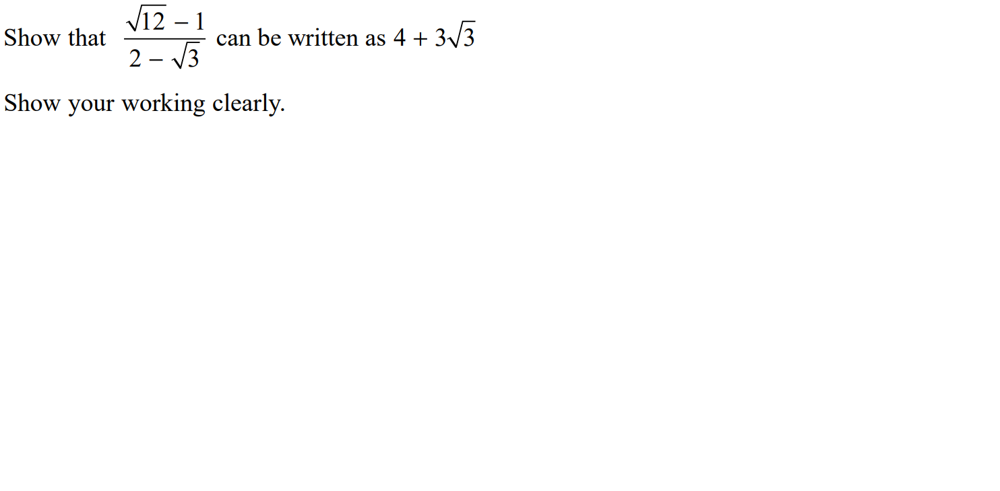 Show that (√12 − 1)/(2 − √3) can be written as 4 + 3√3
Show your working clearly.